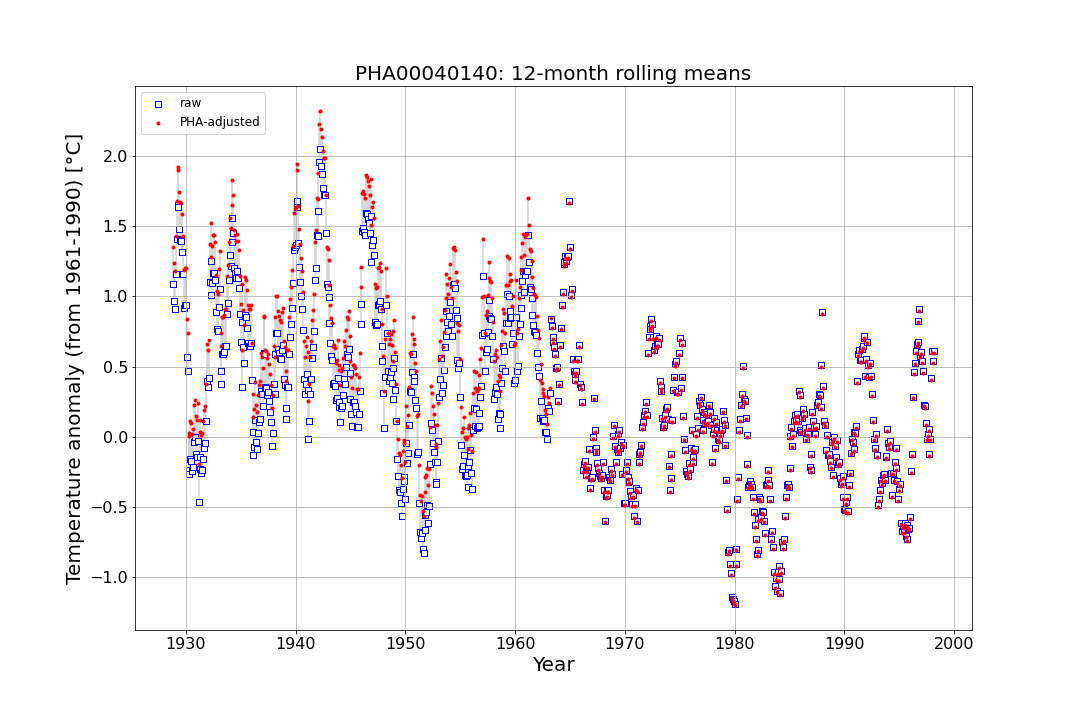 PHA00040140: 12-month rolling means
raw
PHA-adjusted
Temperature anomaly (from 1961-1990) [°C]
2.0
1.5
1.0
0.5
0.0
−0.5
−1.0
1930 1940 1950 1960 1970 1980 1990 2000
Year